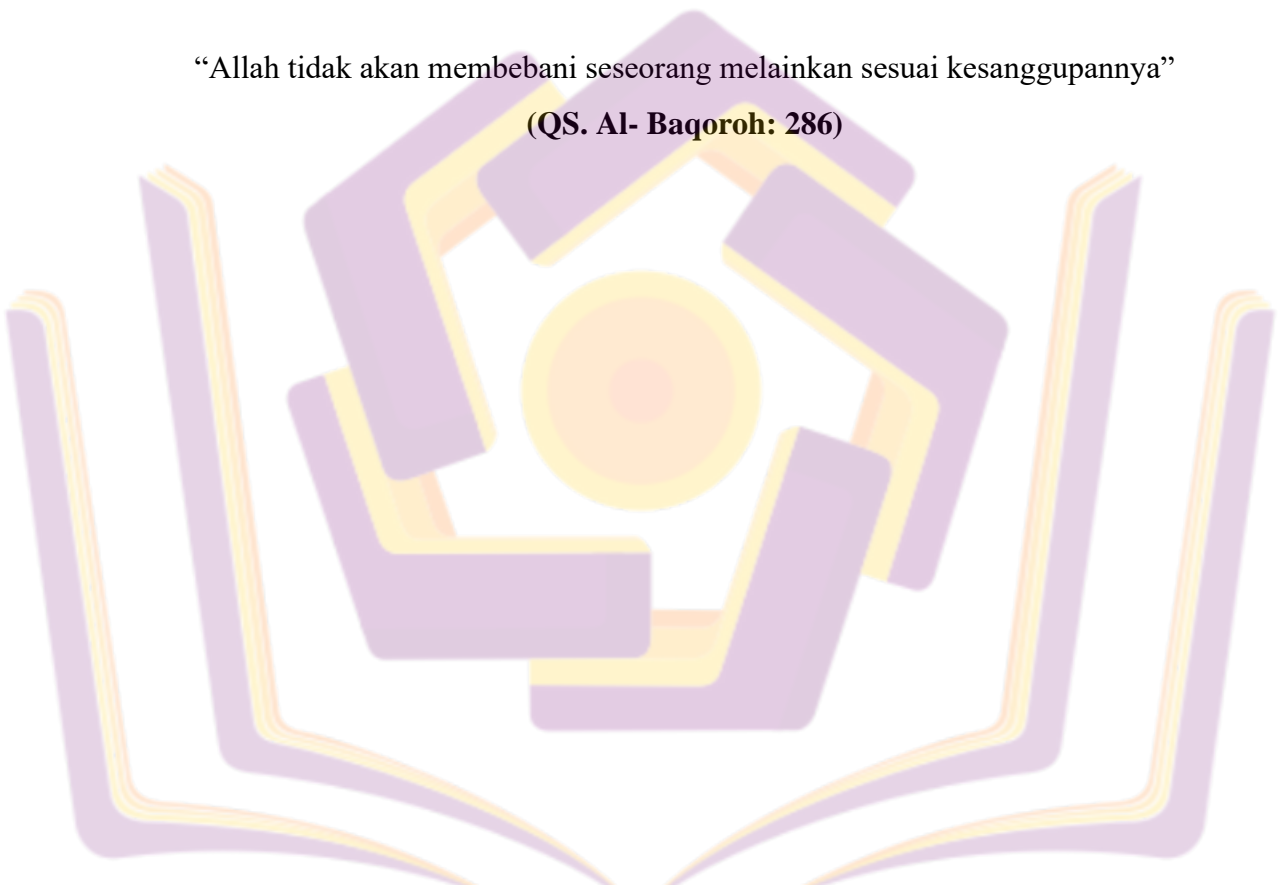 “Allah tidak akan membebani seseorang melainkan sesuai kesanggupannya”
(QS. Al- Baqoroh: 286)